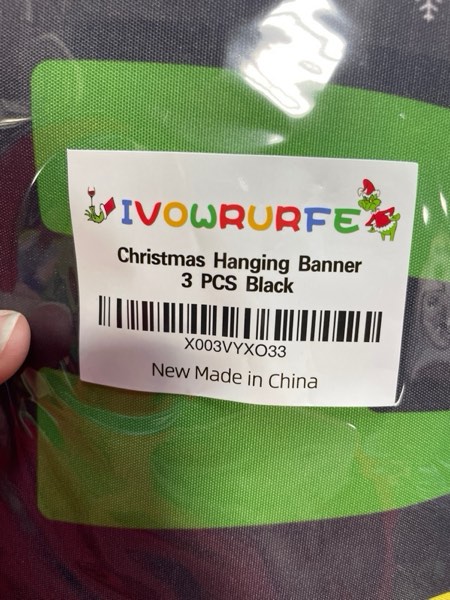 IVOWRURFE
Christmas Hanging Banner
3 PCS Black
X003VYXO33
New Made in China